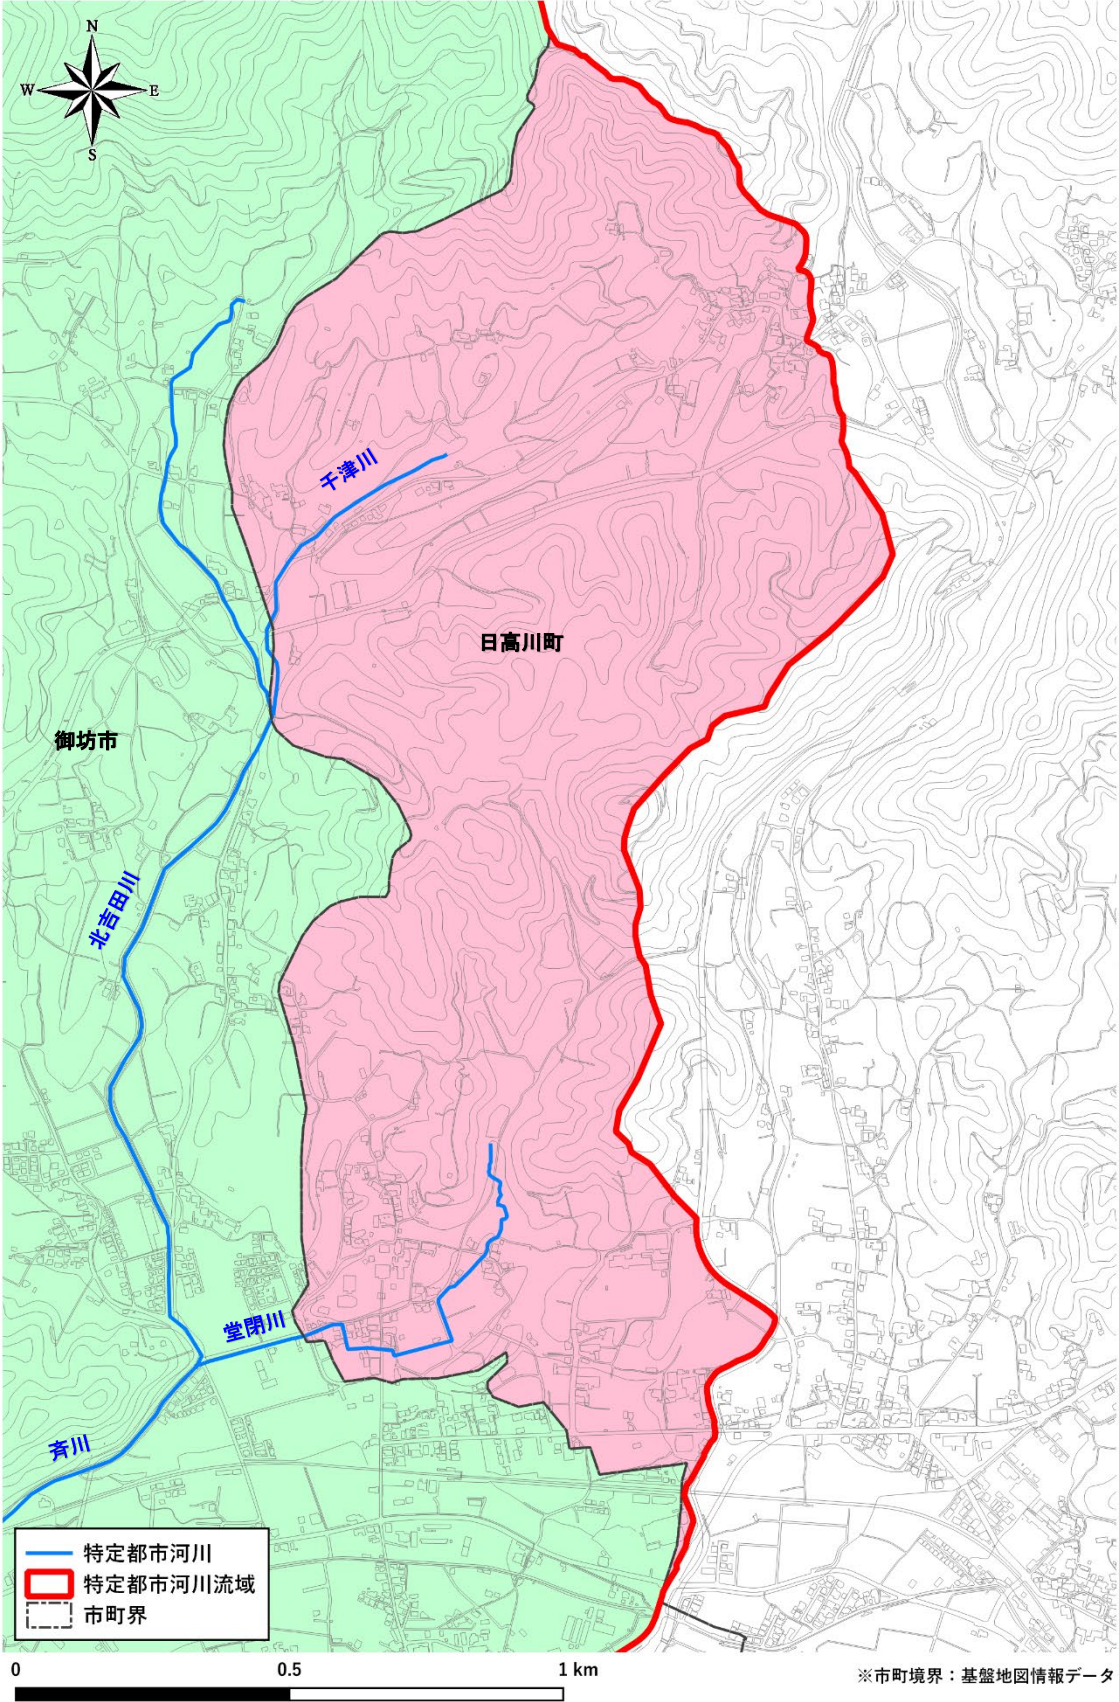 N
W
E
S
千津川
日高川町
御坊市
北吉田川
堂閉川
斉川
特定都市河川
特定都市河川流域
市町界
0
0.5
1 km
※市町境界：基盤地図情報データ